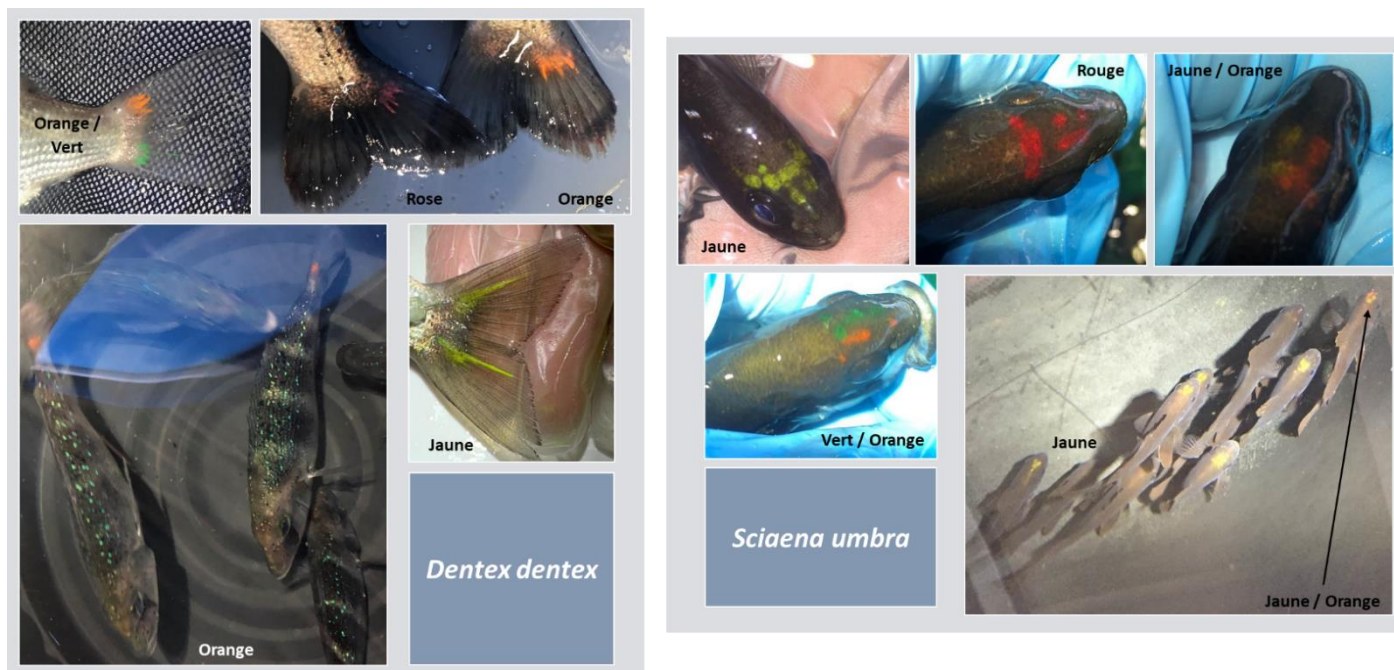 Orange /
Vert
Rose
Orange
Jaune
Orange
Dentex dentex
Jaune
Rouge
Jaune / Orange
Vert / Orange
Jaune
Sciaena umbra
Jaune / Orange